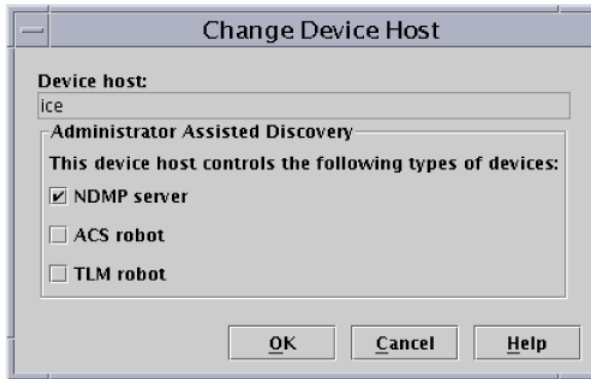 Change Device Host
Device host:
ice
Administrator Assisted Discovery
This device host controls the following types of devices:
NDMP server
ACS robot
TLM robot
OK Cancel Help